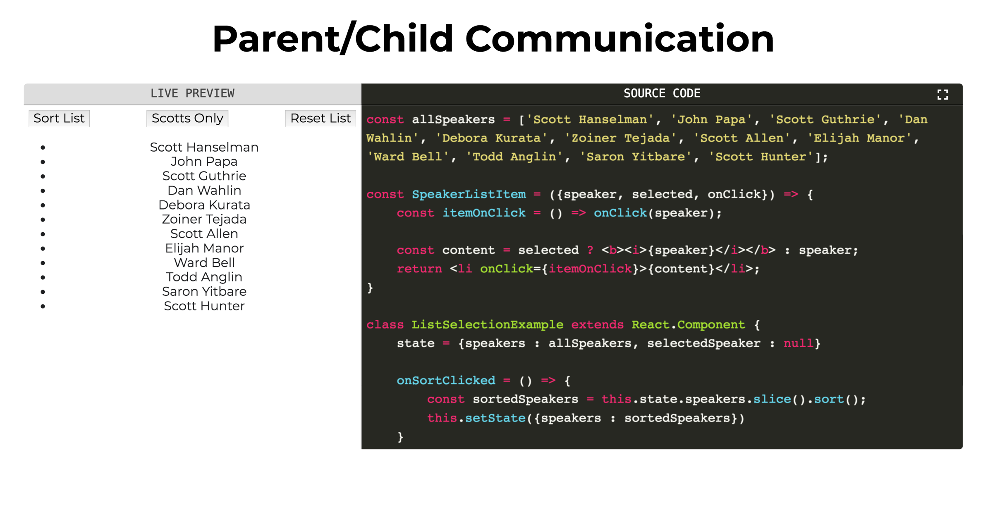 Parent/Child Communication
LIVE PREVIEW
Sort List
Scotts Only
Reset List
Scott Hanselman
John Papa
Scott Guthrie
Dan Wahlin
Debora Kurata
Zoiner Tejada
Scott Allen
Elijah Manor
Ward Bell
Todd Anglin
Saron Yitbare
Scott Hunter
SOURCE CODE
const allSpeakers = ['Scott Hanselman', 'John Papa', 'Scott Guthrie', 'Dan
Wahlin', 'Debora Kurata', 'Zoiner Tejada', 'Scott Allen', 'Elijah Manor',
'Ward Bell', 'Todd Anglin', 'Saron Yitbare', 'Scott Hunter'];
const SpeakerListItem = ({speaker, selected, onClick}) => {
    const itemOnClick = () => onClick(speaker);
    const content = selected ? <b><i>{speaker}</i></b> : speaker;
    return <li onClick={itemOnClick}>{content}</li>;
}
class ListSelectionExample extends React.Component {
    state = {speakers : allSpeakers, selectedSpeaker : null}
    onSortClicked = () => {
        const sortedSpeakers = this.state.speakers.slice().sort();
        this.setState({speakers : sortedSpeakers})
    }